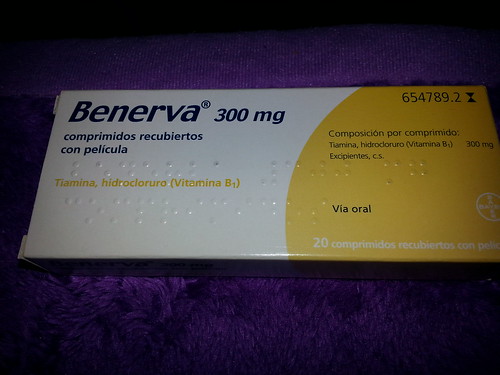 Benerva® 300 mg
comprimidos recubiertos
con película
Tiamina, hidrocloruro (Vitamina B₁)
654789.2
Composición por comprimido:
Tiamina, hidrocloruro (Vitamina B₁) 300 mg
Excipientes, c.s.
Vía oral
20 comprimidos recubiertos con pelíc